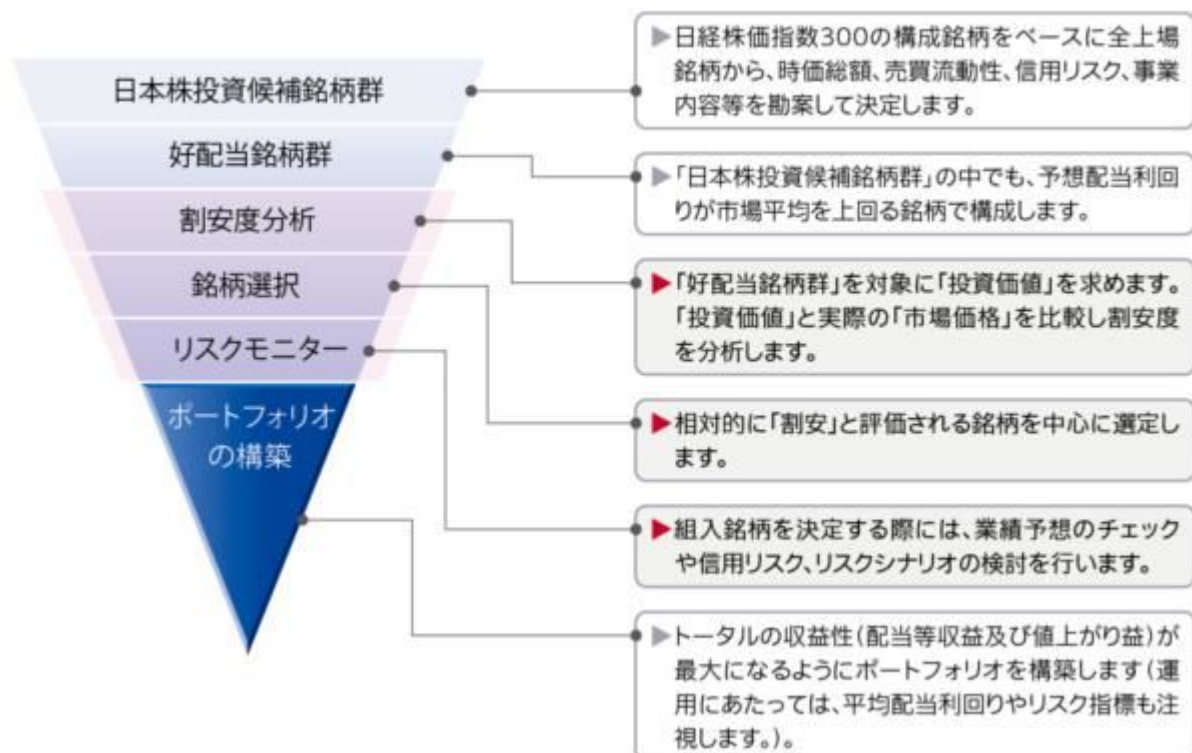 日本株投資候補銘柄群
▶日経株価指数300の構成銘柄をベースに全上場
銘柄から、時価総額、売買流動性、信用リスク、事業
内容等を勘案して決定します。
好配当銘柄群
▶「日本株投資候補銘柄群」の中でも、予想配当利回
りが市場平均を上回る銘柄で構成します。
割安度分析
▶「好配当銘柄群」を対象に「投資価値」を求めます。
「投資価値」と実際の「市場価格」を比較し割安度
を分析します。
銘柄選択
▶相対的に「割安」と評価される銘柄を中心に選定し
ます。
リスクモニター
▶組入銘柄を決定する際には、業績予想のチェック
や信用リスク、リスクシナリオの検討を行います。
ポートフォリオ
の構築
▶トータルの収益性(配当等収益及び値上がり益)が
最大になるようにポートフォリオを構築します(運
用にあたっては、平均配当利回りやリスク指標も注
視します。)。